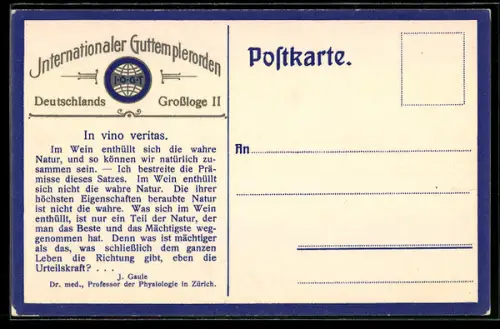 Internationaler Guttemplerorden
I·O·G·T
Deutschlands Großloge II
In vino veritas.
Im Wein enthüllt sich die wahre
Natur, und so können wir natürlich zu-
sammen sein. — Ich bestreite die Prä-
misse dieses Satzes. Im Wein enthüllt
sich nicht die wahre Natur. Die ihrer
höchsten Eigenschaften beraubte Natur
ist nicht die wahre. Was sich im Wein
enthüllt, ist nur ein Teil der Natur, der
man das Beste und das Mächtigste weg-
genommen hat. Denn was ist mächtiger
als das, was schließlich dem ganzen
Leben die Richtung gibt, eben die
Urteilskraft? . . .
J. Gaule
Dr. med., Professor der Physiologie in Zürich.
Postkarte.
An